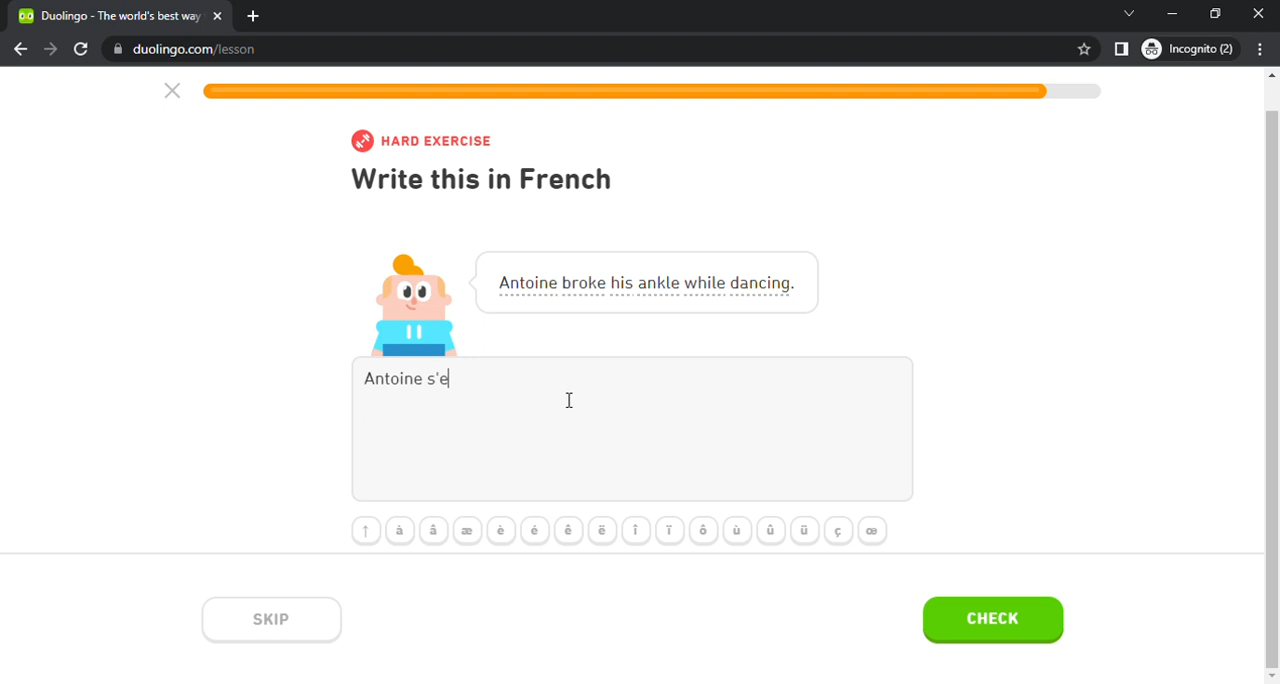 Duolingo - The world's best way
duolingo.com/lesson
Incognito (2)
HARD EXERCISE
Write this in French
Antoine broke his ankle while dancing.
Antoine s'e
↑ à â æ è é ê ë î ï ô ù û ü ç œ
SKIP
CHECK